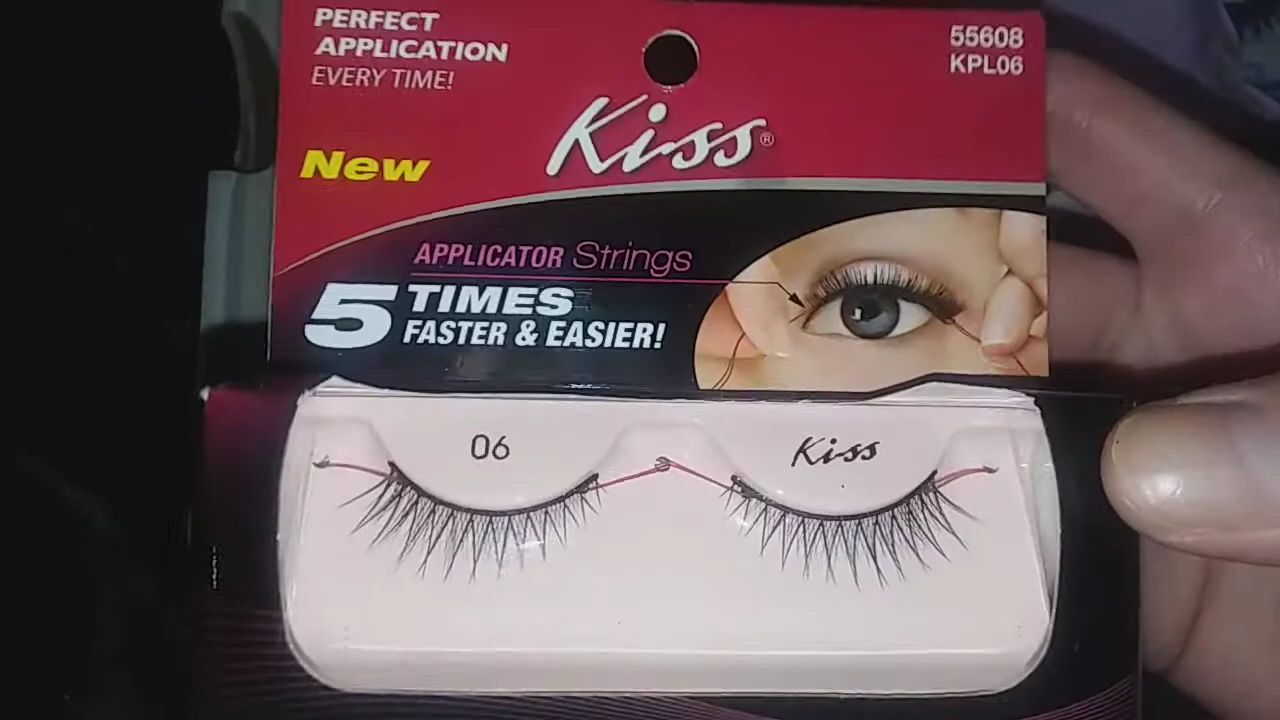 PERFECT
APPLICATION
EVERY TIME!
55608
KPL06
Kiss®
New
APPLICATOR Strings
5 TIMES
FASTER & EASIER!
06
Kiss